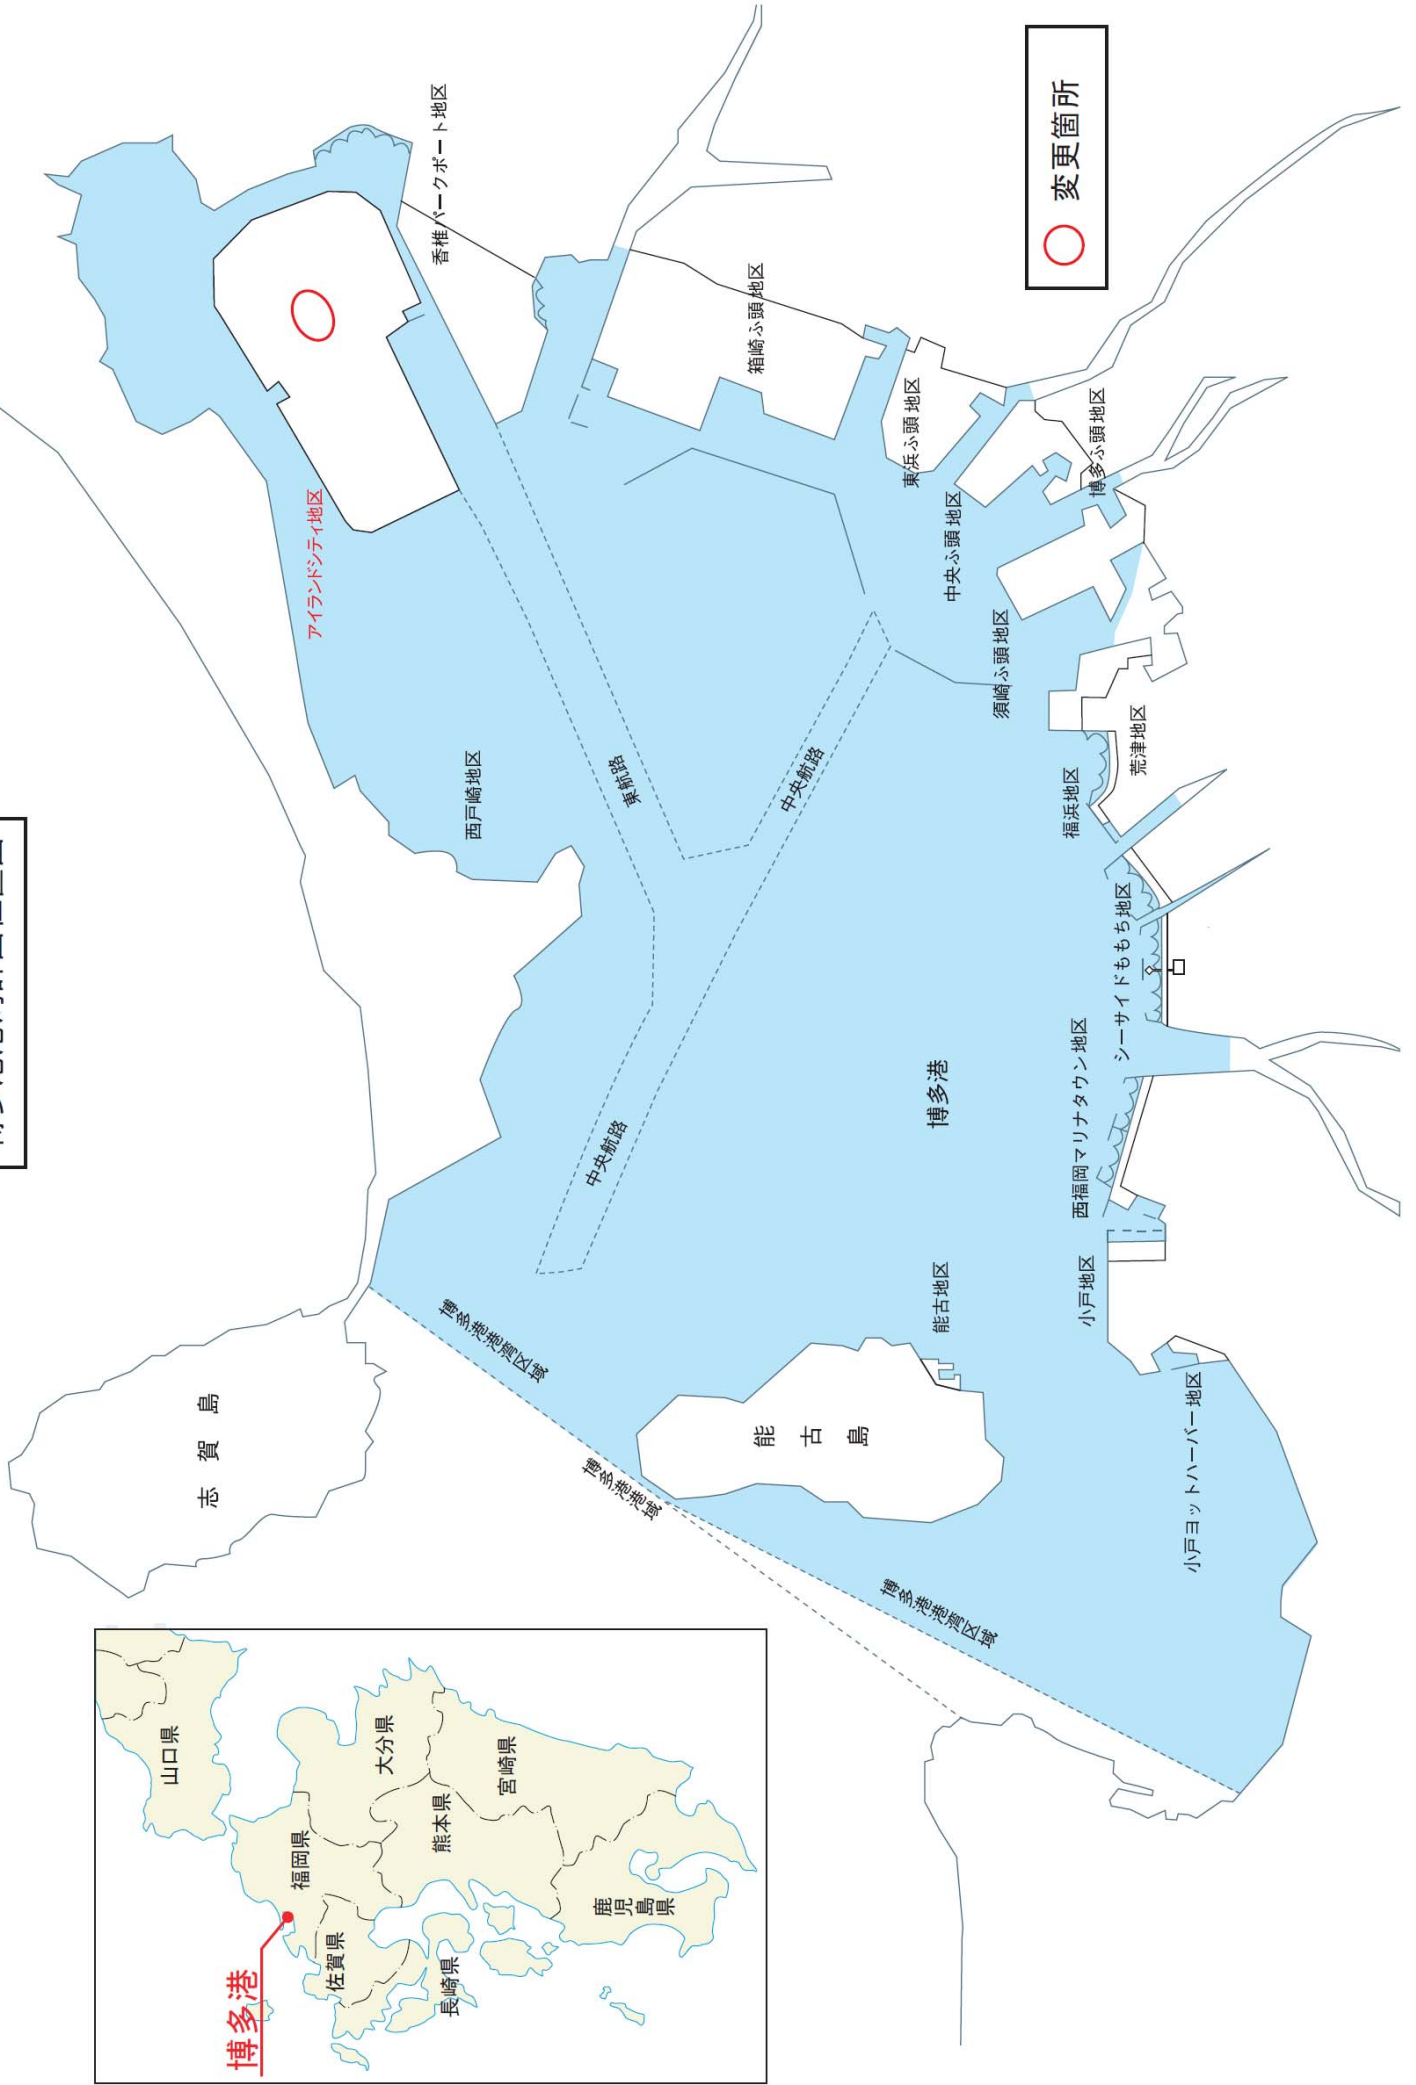 変更箇所
香椎パークポート地区
箱崎ふ頭地区
東浜ふ頭地区
博多ふ頭地区
中央ふ頭地区
アイランドシティ地区
須崎ふ頭地区
荒津地区
福浜地区
西戸崎地区
東航路
中央航路
シーサイドももち地区
西福岡マリナタウン地区
博多港
中央航路
小戸地区
能古地区
小戸ヨットハーバー地区
博多港港湾区域
博多港港域
博多港港湾区域
志賀島
能古島
山口県
福岡県
大分県
佐賀県
長崎県
熊本県
宮崎県
鹿児島県
博多港